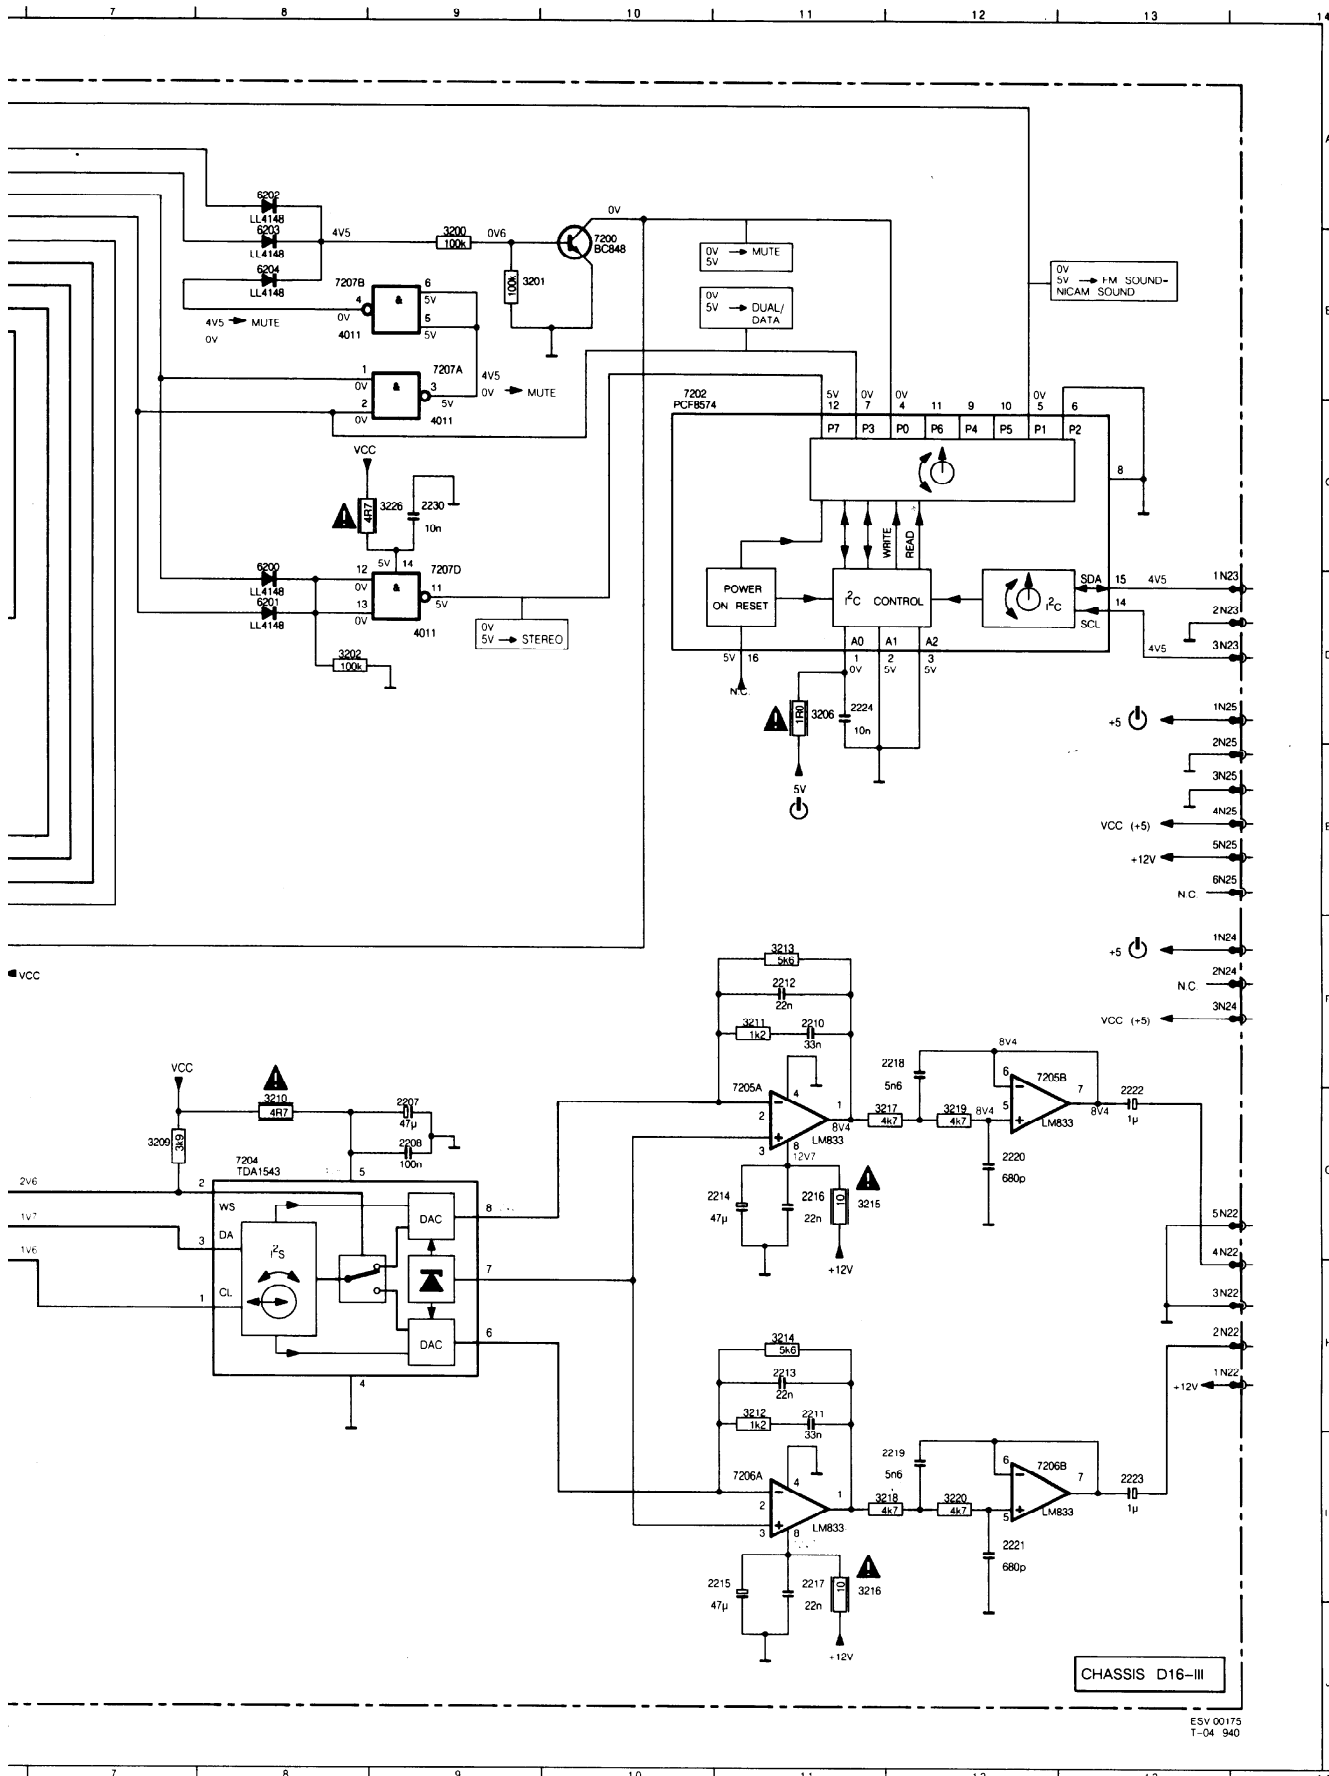 7 8 9 10 11 12 13 14
A
6202
LL4148
6203
LL4148
6204
LL4148
4V5
3200
100k
0V6
7200
BC848
0V
3201
100k
0V
5V → MUTE
0V
5V → DUAL/
DATA
0V
5V → FM SOUND-
NICAM SOUND
B
7207B
4
0V
&
6
5V
5
5V
4011
4V5 → MUTE
0V
7207A
1
0V
2
0V
&
3
5V
4011
4V5
0V → MUTE
7202
PCF8574
5V 0V 0V 0V
12 7 4 11 9 10 5 6
P7 P3 P0 P6 P4 P5 P1 P2
8
C
VCC
4R7
3226
2230
10n
WRITE
READ
5V 14
6200
LL4148
6201
LL4148
12
0V
13
0V
&
7207D
11
5V
4011
0V
5V → STEREO
3202
100k
POWER
ON RESET
I²C CONTROL
I²C
SDA
SCL
15
14
4V5
4V5
1N23
2N23
3N23
A0 A1 A2
1 2 3
0V 5V 5V
5V 16
N.C.
1R0
3206
2224
10n
5V
+5
1N25
2N25
3N25
VCC (+5)
4N25
E
+12V
5N25
N.C.
6N25
+5
1N24
N.C.
2N24
F
VCC (+5)
3N24
VCC
3213
5k6
2212
22n
3211
1k2
2210
33n
7205A
4
2
3
1
8V4
8
12V7
LM833
2218
5n6
3217
4k7
3219
4k7
8V4
8V4
7205B
6
5
7
8V4
LM833
2222
1µ
2220
680p
2214
47µ
2216
22n
10
3215
+12V
VCC
3210
4R7
3209
3k9
2207
47µ
2208
100n
7204
TDA1543
5
2V6
2
WS
1V7
3
DA
1V6
1
CL
I²S
DAC
DAC
8
7
6
4
5N22
4N22
3N22
2N22
+12V
1N22
H
3214
5k6
2213
22n
3212
1k2
2211
33n
7206A
4
2
3
1
8
LM833
2219
5n6
3218
4k7
3220
4k7
7206B
6
5
7
LM833
2223
1µ
2221
680p
2215
47µ
2217
22n
10
3216
+12V
CHASSIS D16-III
ESV 00175
T-04 940
7 8 9 10 11